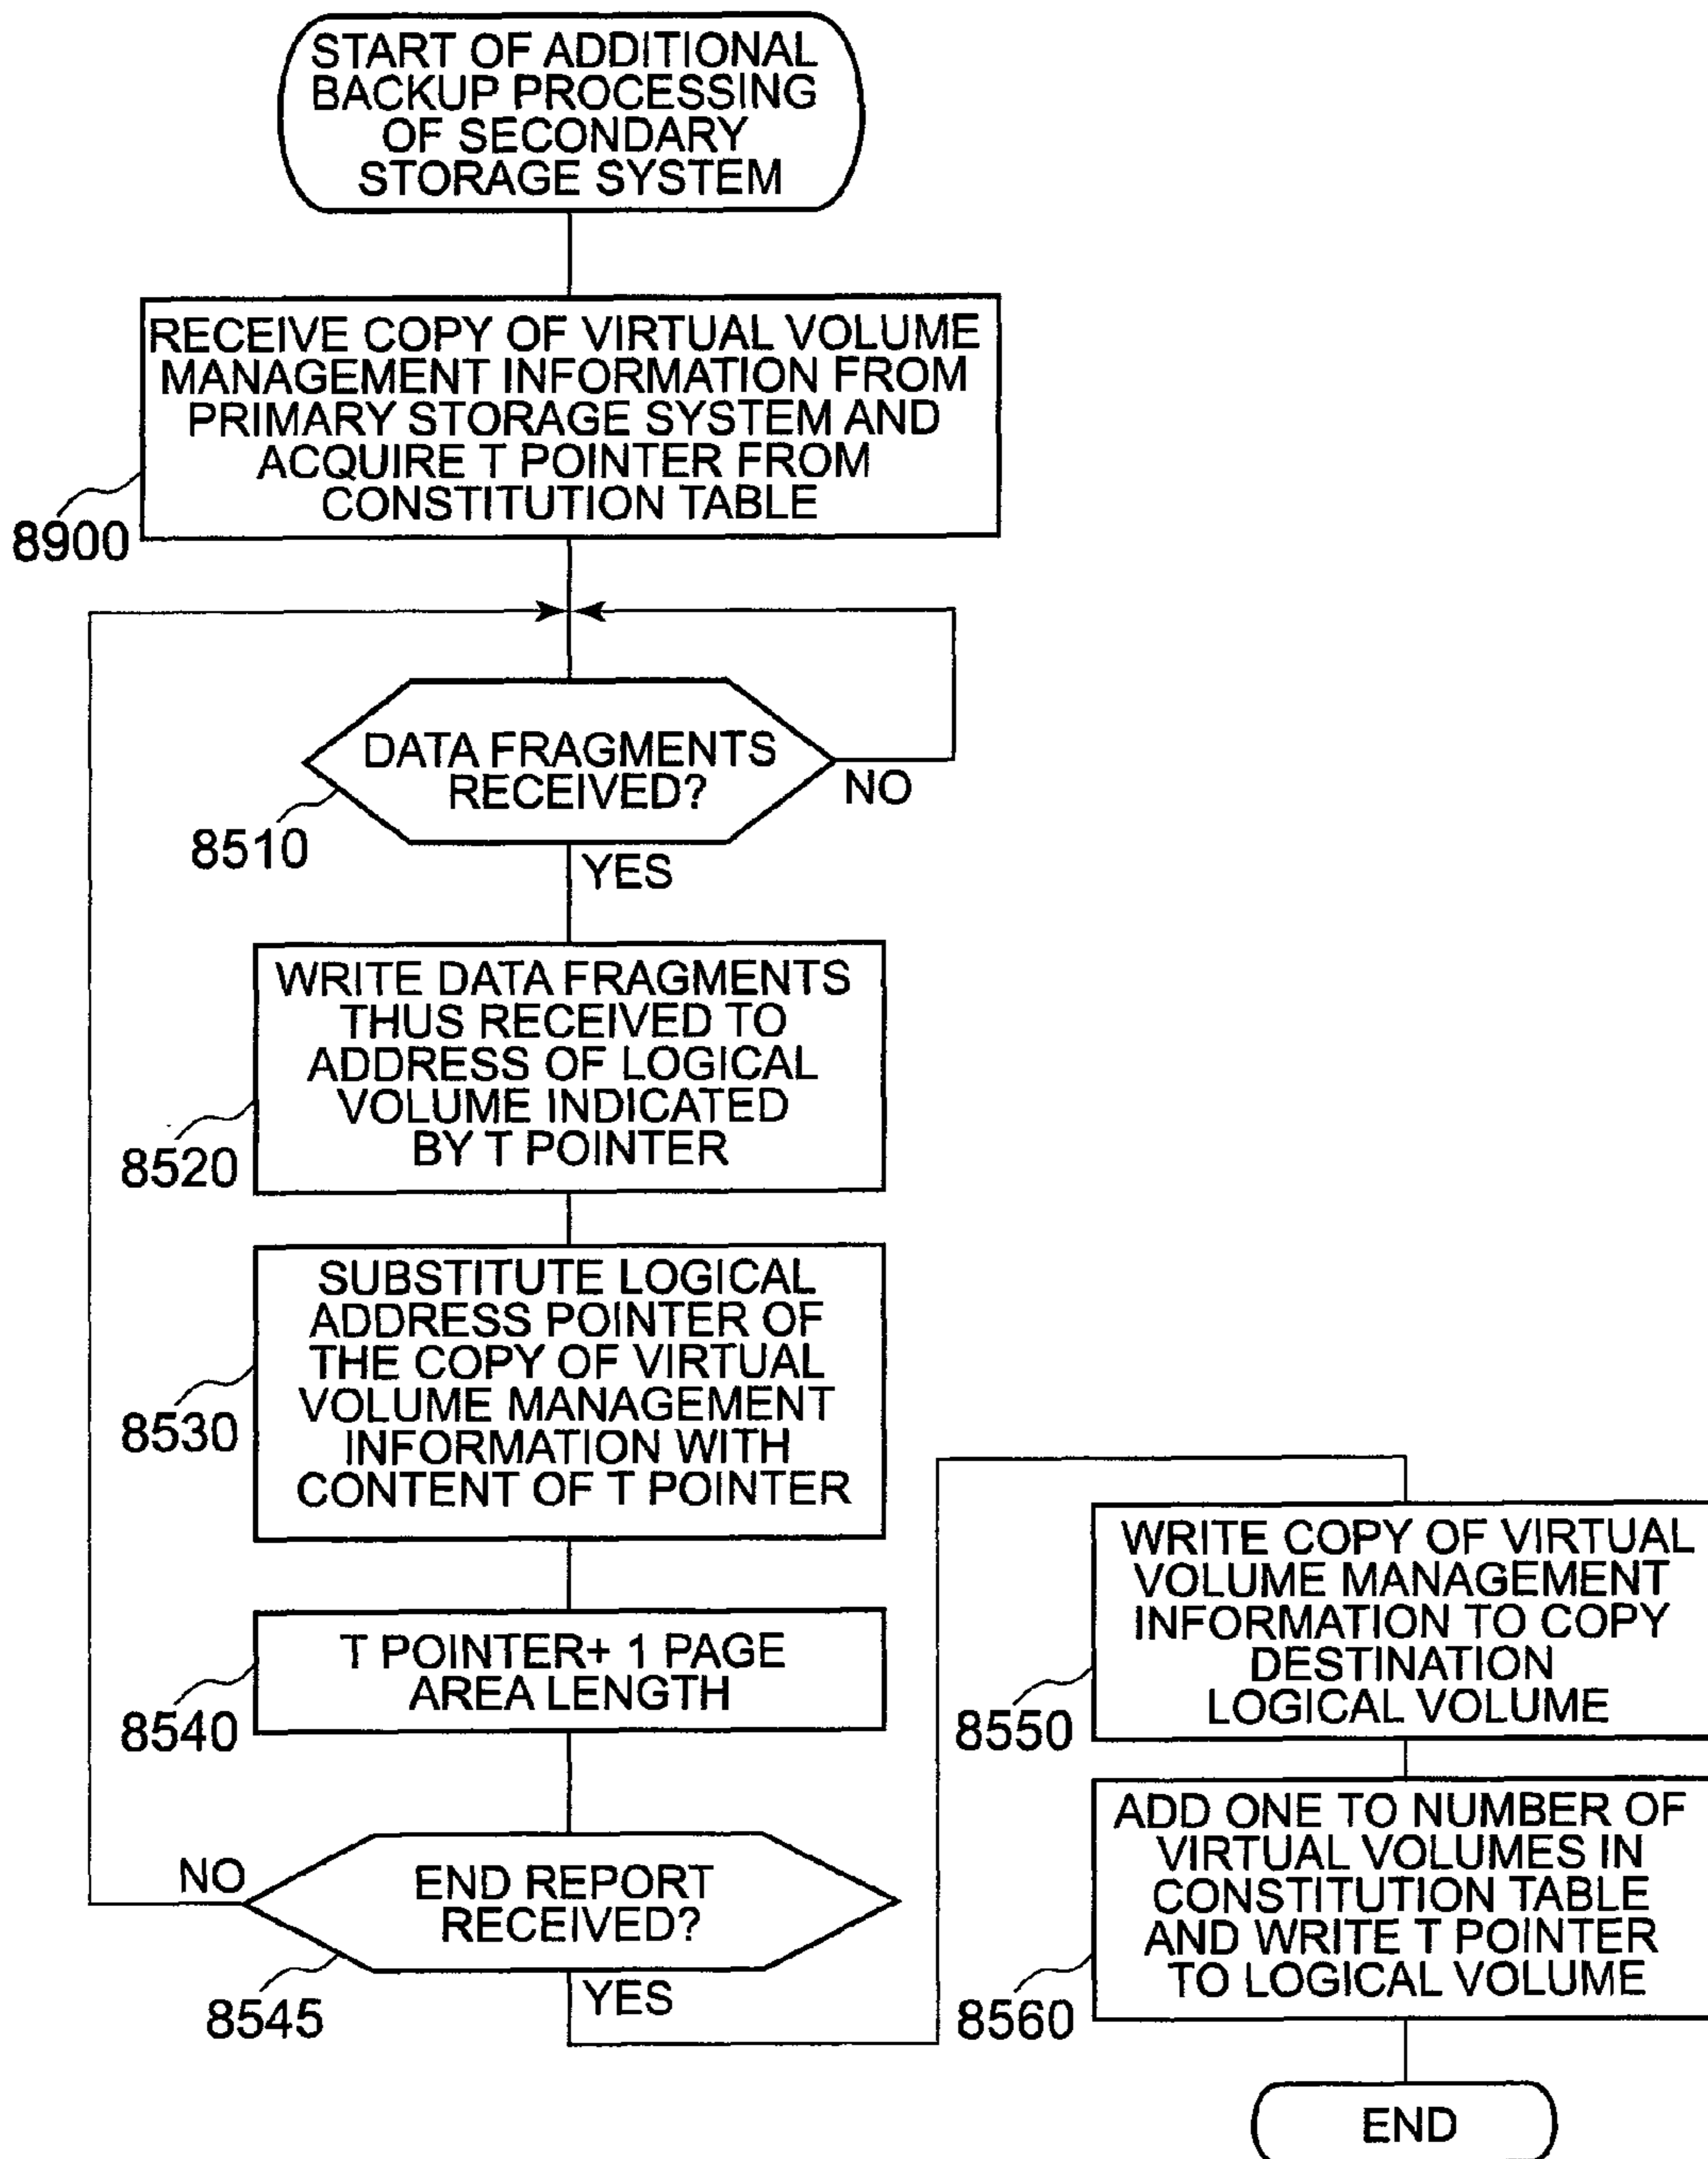 START OF ADDITIONAL
BACKUP PROCESSING
OF SECONDARY
STORAGE SYSTEM
RECEIVE COPY OF VIRTUAL VOLUME
MANAGEMENT INFORMATION FROM
PRIMARY STORAGE SYSTEM AND
ACQUIRE T POINTER FROM
CONSTITUTION TABLE
8900
DATA FRAGMENTS
RECEIVED?
NO
8510
YES
WRITE DATA FRAGMENTS
THUS RECEIVED TO
ADDRESS OF LOGICAL
VOLUME INDICATED
BY T POINTER
8520
SUBSTITUTE LOGICAL
ADDRESS POINTER OF
THE COPY OF VIRTUAL
VOLUME MANAGEMENT
INFORMATION WITH
CONTENT OF T POINTER
8530
T POINTER+ 1 PAGE
AREA LENGTH
8540
NO
END REPORT
RECEIVED?
8545
YES
WRITE COPY OF VIRTUAL
VOLUME MANAGEMENT
INFORMATION TO COPY
DESTINATION
LOGICAL VOLUME
8550
ADD ONE TO NUMBER OF
VIRTUAL VOLUMES IN
CONSTITUTION TABLE
AND WRITE T POINTER
TO LOGICAL VOLUME
8560
END